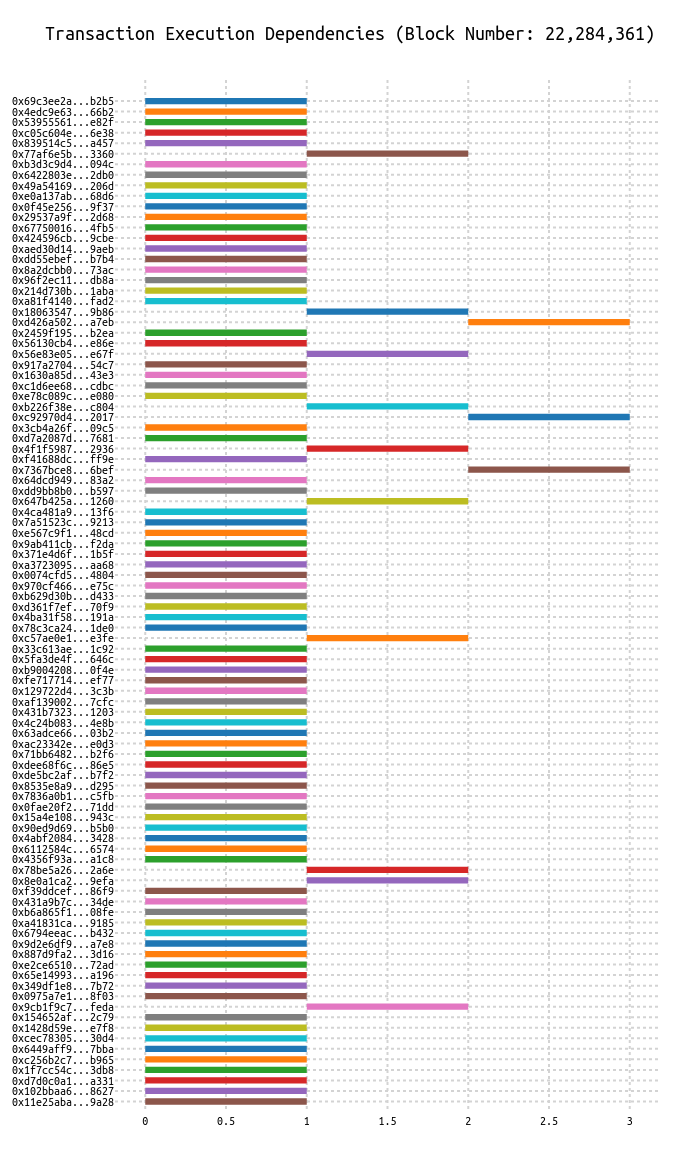 Transaction Execution Dependencies (Block Number: 22,284,361)
0x69c3ee2a...b2b5
0x4edc9e63...66b2
0x53955561...e82f
0xc05c604e...6e38
0x839514c5...a457
0x77af6e5b...3360
0xb3d3c9d4...094c
0x6422803e...2db0
0x49a54169...206d
0xe0a137ab...68d6
0x0f45e256...9f37
0x29537a9f...2d68
0x67750016...4fb5
0x424596cb...9cbe
0xaed30d14...9aeb
0xdd55ebef...b7b4
0x8a2dcbb0...73ac
0x96f2ec11...db8a
0x214d730b...1aba
0xa81f4140...fad2
0x18063547...9b86
0xd426a502...a7eb
0x2459f195...b2ea
0x56130cb4...e86e
0x56e83e05...e67f
0x917a2704...54c7
0x1630a85d...43e3
0xc1d6ee68...cdbc
0xe78c089c...e080
0xb226f38e...c804
0xc92970d4...2017
0x3cb4a26f...09c5
0xd7a2087d...7681
0x4f1f5987...2936
0xf41688dc...ff9e
0x7367bce8...6bef
0x64dcd949...83a2
0xdd9bb8b0...b597
0x647b425a...1260
0x4ca481a9...13f6
0x7a51523c...9213
0xe567c9f1...48cd
0x9ab411cb...f2da
0x371e4d6f...1b5f
0xa3723095...aa68
0x0074cfd5...4804
0x970cf466...e75c
0xb629d30b...d433
0xd361f7ef...70f9
0x4ba31f58...191a
0x78c3ca24...1de0
0xc57ae0e1...e3fe
0x33c613ae...1c92
0x5fa3de4f...646c
0xb9004208...0f4e
0xfe717714...ef77
0x129722d4...3c3b
0xaf139002...7cfc
0x431b7323...1203
0x4c24b083...4e8b
0x63adce66...03b2
0xac23342e...e0d3
0x71bb6482...b2f6
0xdee68f6c...86e5
0xde5bc2af...b7f2
0x8535e8a9...d295
0x7836a0b1...c5fb
0x0fae20f2...71dd
0x15a4e108...943c
0x90ed9d69...b5b0
0x4abf2084...3428
0x6112584c...6574
0x4356f93a...a1c8
0x78be5a26...2a6e
0x8e0a1ca2...9efa
0xf39ddcef...86f9
0x431a9b7c...34de
0xb6a865f1...08fe
0xa41831ca...9185
0x6794eeac...b432
0x9d2e6df9...a7e8
0x887d9fa2...3d16
0xe2ce6510...72ad
0x65e14993...a196
0x349df1e8...7b72
0x0975a7e1...8f03
0x9cb1f9c7...feda
0x154652af...2c79
0x1428d59e...e7f8
0xcec78305...30d4
0x6449aff9...7bba
0xc256b2c7...b965
0x1f7cc54c...3db8
0xd7d0c0a1...a331
0x102bbaa6...8627
0x11e25aba...9a28
0 0.5 1 1.5 2 2.5 3